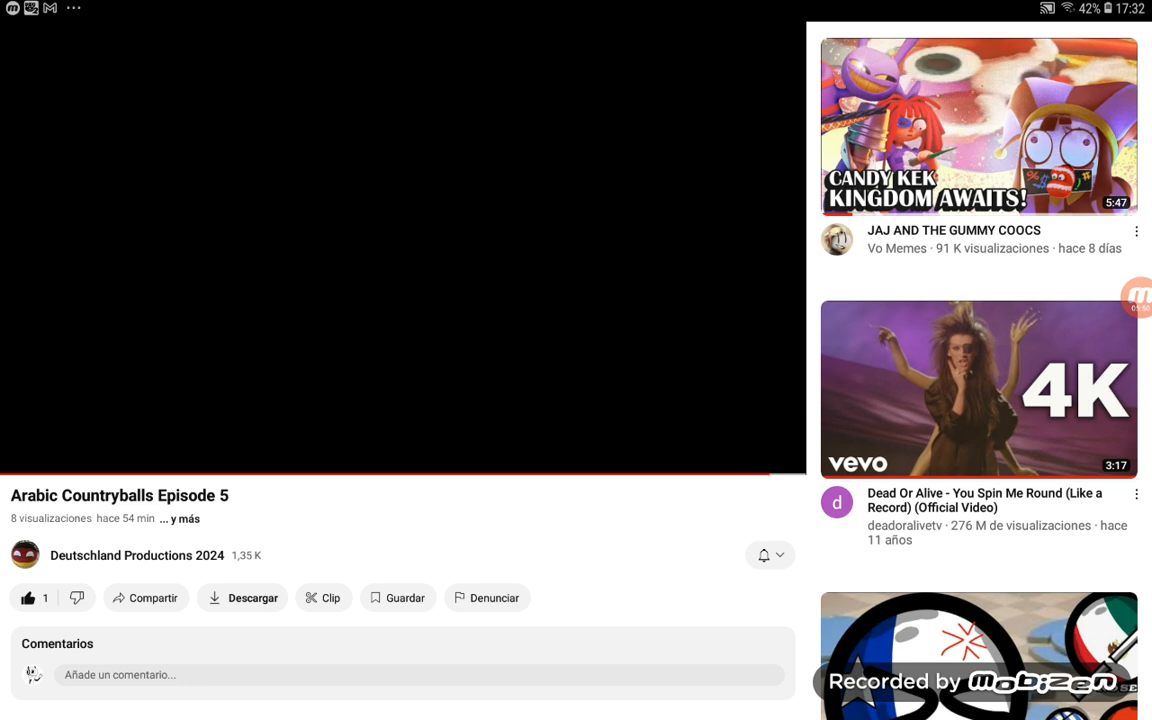 42% 17:32
CANDY KEK
KINGDOM AWAITS!
5:47
JAJ AND THE GUMMY COOCS
Vo Memes · 91 K visualizaciones · hace 8 días
05:50
4K
vevo
3:17
Dead Or Alive - You Spin Me Round (Like a
Record) (Official Video)
deadoralivetv · 276 M de visualizaciones · hace
11 años
Arabic Countryballs Episode 5
8 visualizaciones hace 54 min ... y más
Deutschland Productions 2024 1,35 K
1 Compartir Descargar Clip Guardar Denunciar
Comentarios
Añade un comentario...
Recorded by mobizen